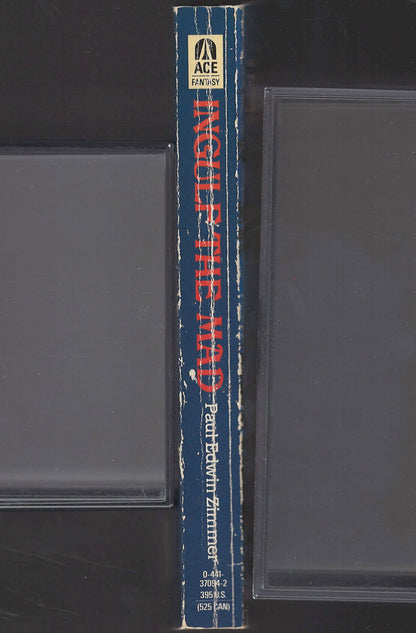 ACE
FANTASY
INGULF THE MAD
Paul Edwin Zimmer
0-441-
37094-2
395 U.S.
(525 CAN)